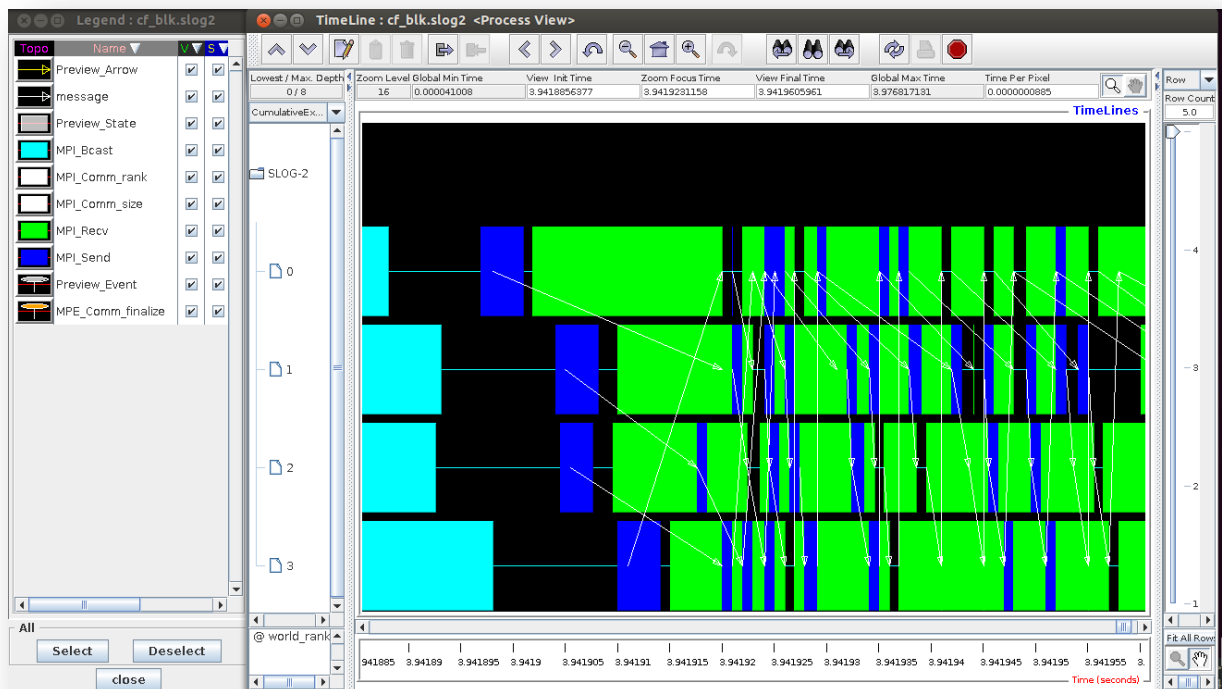 Legend : cf_blk.slog2
Topo Name V S
Preview_Arrow
message
Preview_State
MPI_Bcast
MPI_Comm_rank
MPI_Comm_size
MPI_Recv
MPI_Send
Preview_Event
MPE_Comm_finalize
All
Select Deselect
close
TimeLine : cf_blk.slog2 <Process View>
Lowest / Max. Depth Zoom Level Global Min Time View Init Time Zoom Focus Time View Final Time Global Max Time Time Per Pixel
0 / 8 16 0.000041008 3.9418856377 3.9419231158 3.9419605961 3.976817131 0.0000000885
CumulativeEx...
TimeLines
SLOG-2
0
1
2
3
@ world_rank
941885 3.94189 3.941895 3.9419 3.941905 3.94191 3.941915 3.94192 3.941925 3.94193 3.941935 3.94194 3.941945 3.94195 3.941955 3.
Time (seconds)
Row
Row Count
5.0
4
3
2
1
Fit All Rows